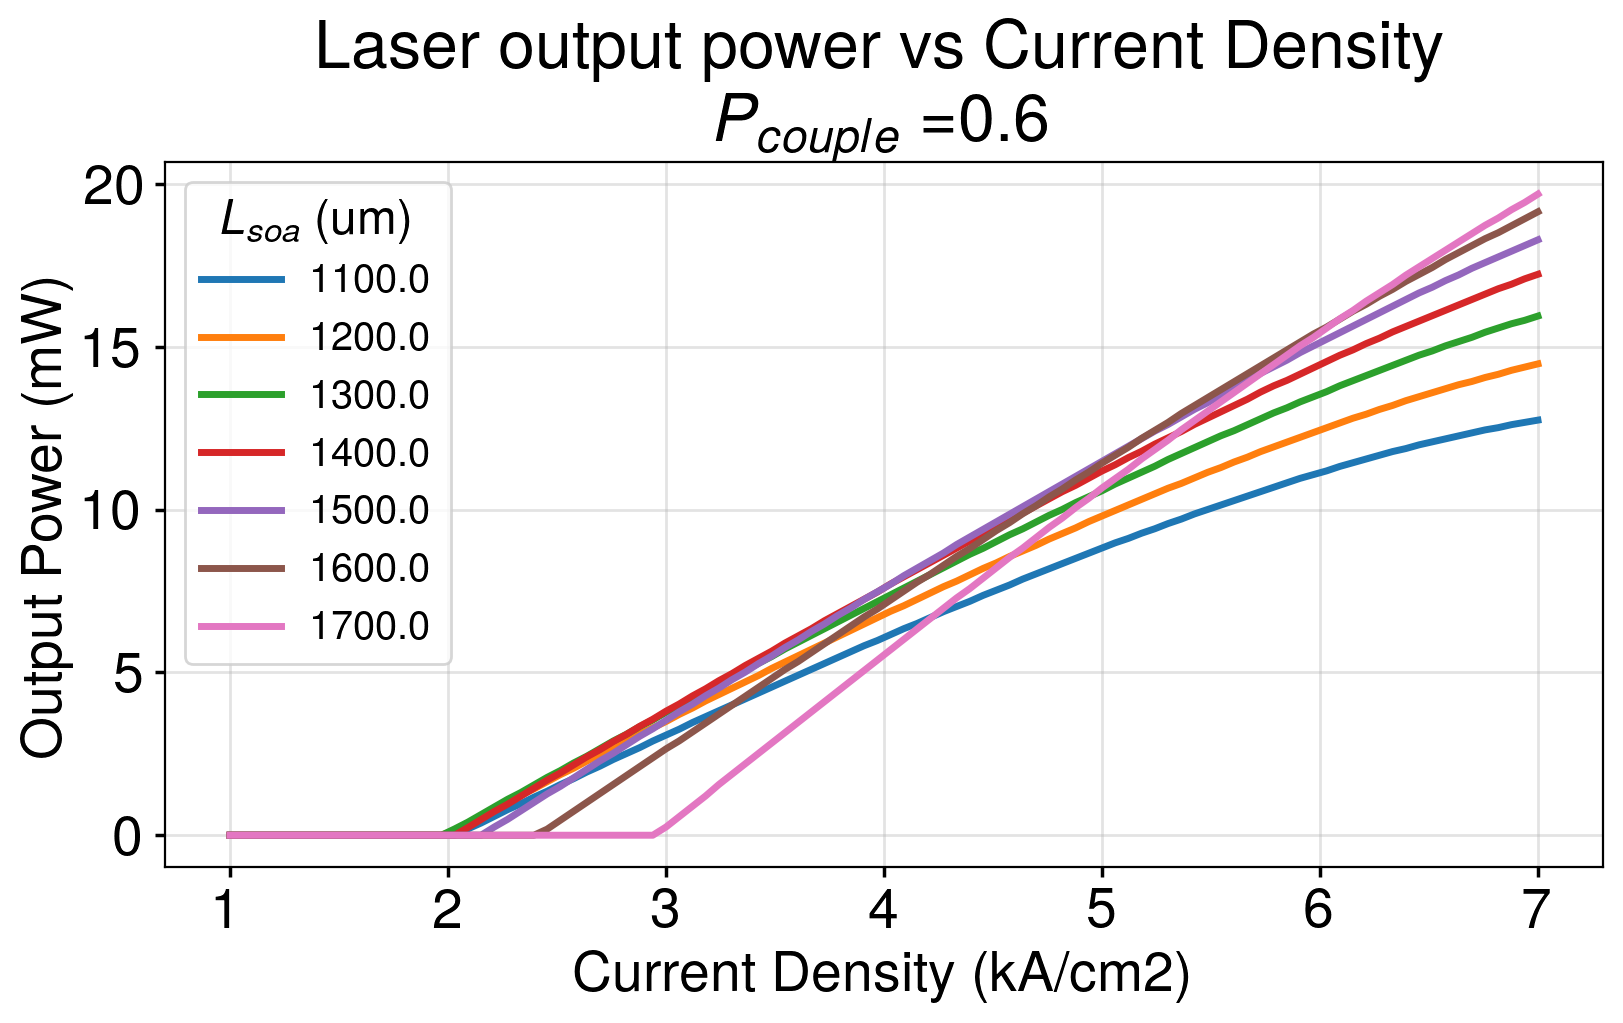 Laser output power vs Current Density
P_couple =0.6
20
15
10
5
0
Output Power (mW)
L_soa (um)
1100.0
1200.0
1300.0
1400.0
1500.0
1600.0
1700.0
1 2 3 4 5 6 7
Current Density (kA/cm2)